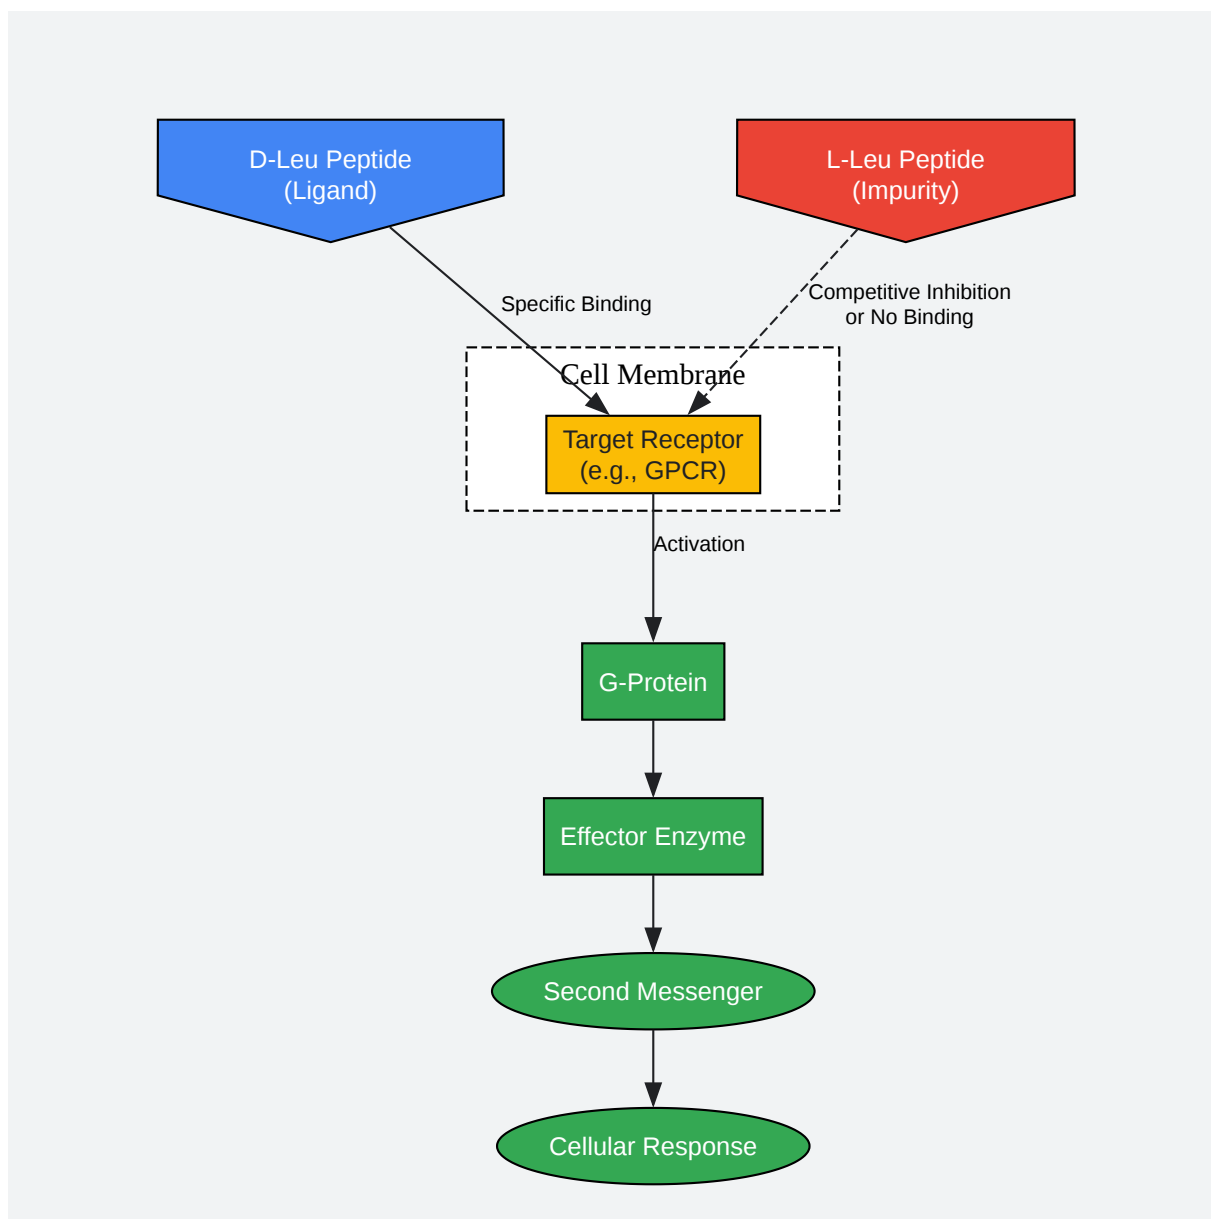 D-Leu Peptide
(Ligand)
L-Leu Peptide
(Impurity)
Specific Binding
Competitive Inhibition
or No Binding
Cell Membrane
Target Receptor
(e.g., GPCR)
Activation
G-Protein
Effector Enzyme
Second Messenger
Cellular Response